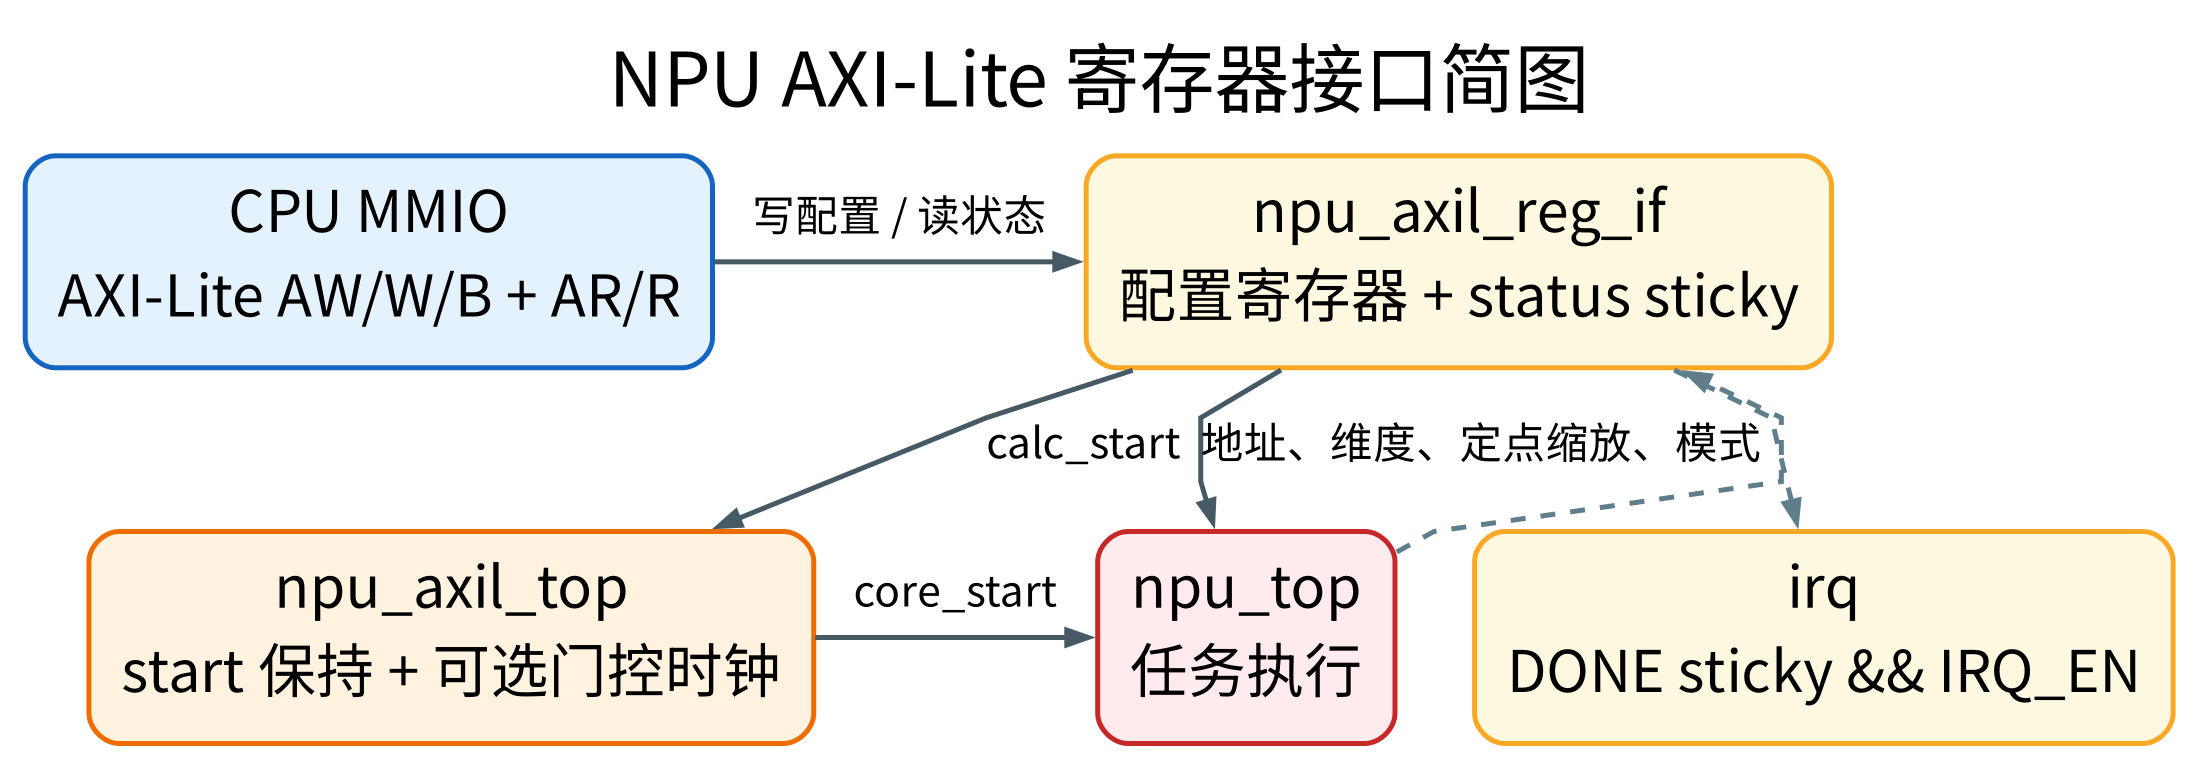 NPU AXI-Lite 寄存器接口简图
CPU MMIO
AXI-Lite AW/W/B + AR/R
写配置 / 读状态
npu_axil_reg_if
配置寄存器 + status sticky
calc_start
地址、维度、定点缩放、模式
npu_axil_top
start 保持 + 可选门控时钟
core_start
npu_top
任务执行
irq
DONE sticky && IRQ_EN